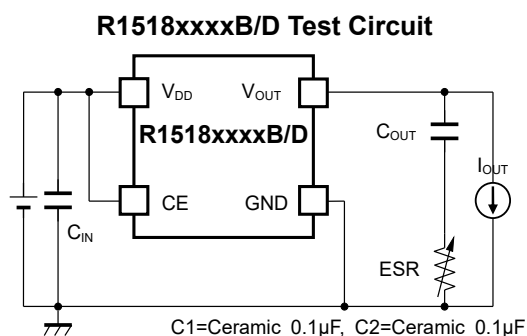 R1518xxxxB/D Test Circuit
VDD VOUT
R1518xxxxB/D
COUT
IOUT
CE GND
CIN
ESR
C1=Ceramic 0.1µF, C2=Ceramic 0.1µF